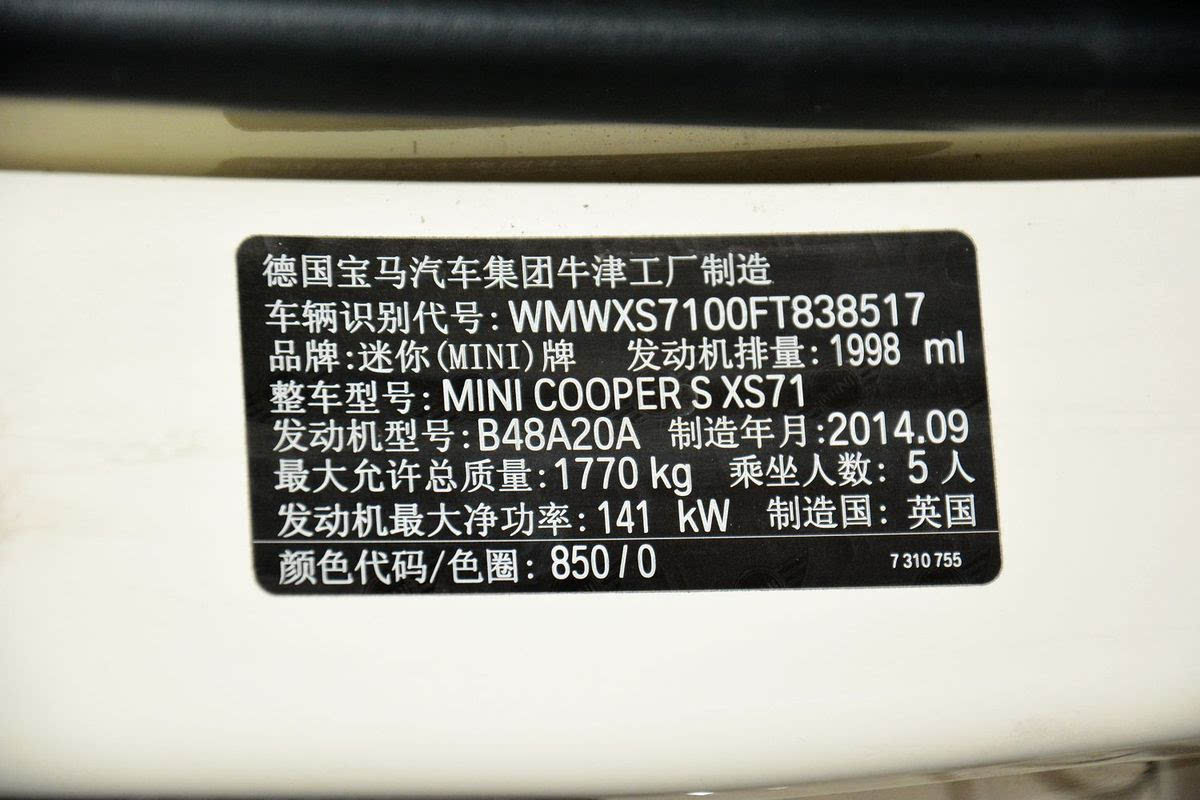 德国宝马汽车集团牛津工厂制造
车辆识别代号: WMWXS7100FT838517
品牌:迷你(MINI)牌 发动机排量: 1998 ml
整车型号: MINI COOPER S XS71
发动机型号:B48A20A 制造年月:2014.09
最大允许总质量:1770 kg 乘坐人数: 5 人
发动机最大净功率: 141 kW 制造国: 英国
颜色代码/色圈: 850 / 0 7 310 755